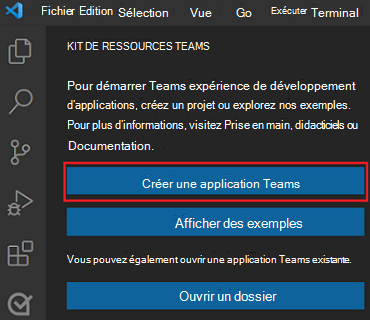 Fichier Edition Sélection Vue Go Exécuter Terminal
KIT DE RESSOURCES TEAMS
Pour démarrer Teams expérience de développement
d'applications, créez un projet ou explorez nos exemples.
Pour plus d'informations, visitez Prise en main, didacticiels ou
Documentation.
Créer une application Teams
Afficher des exemples
Vous pouvez également ouvrir une application Teams existante.
Ouvrir un dossier